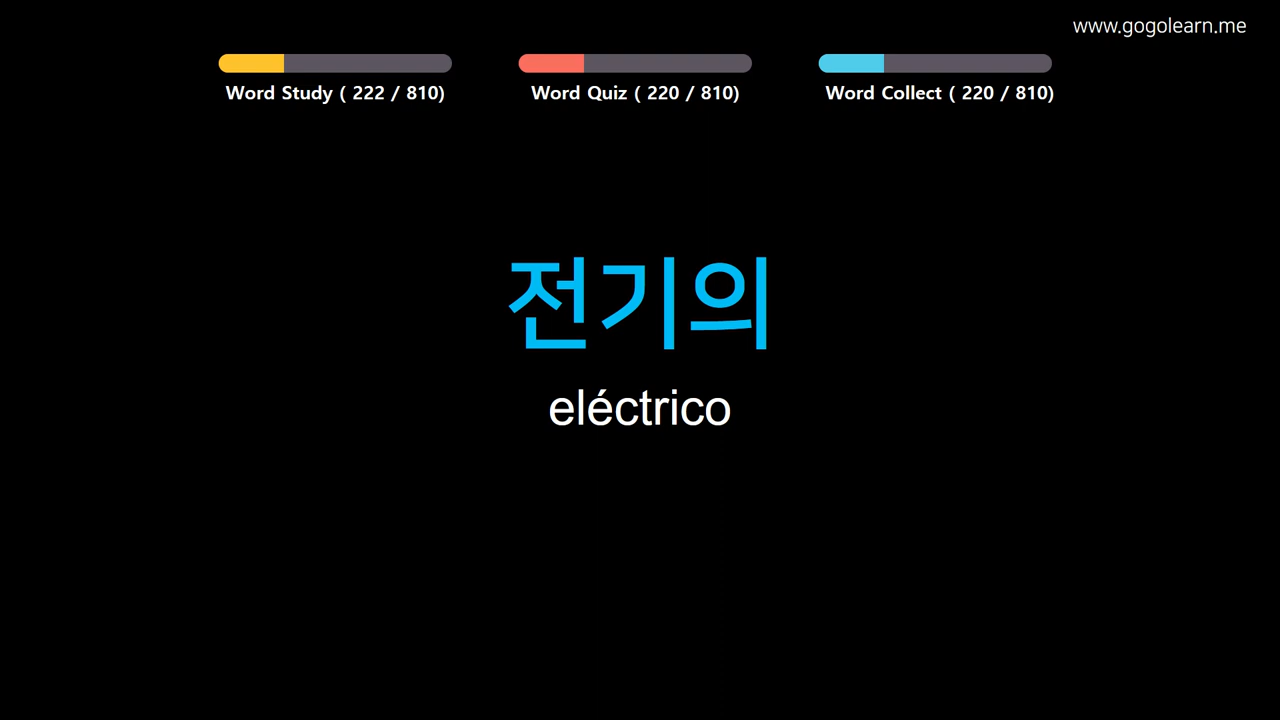 www.gogolearn.me
Word Study ( 222 / 810)
Word Quiz ( 220 / 810)
Word Collect ( 220 / 810)
전기의
eléctrico